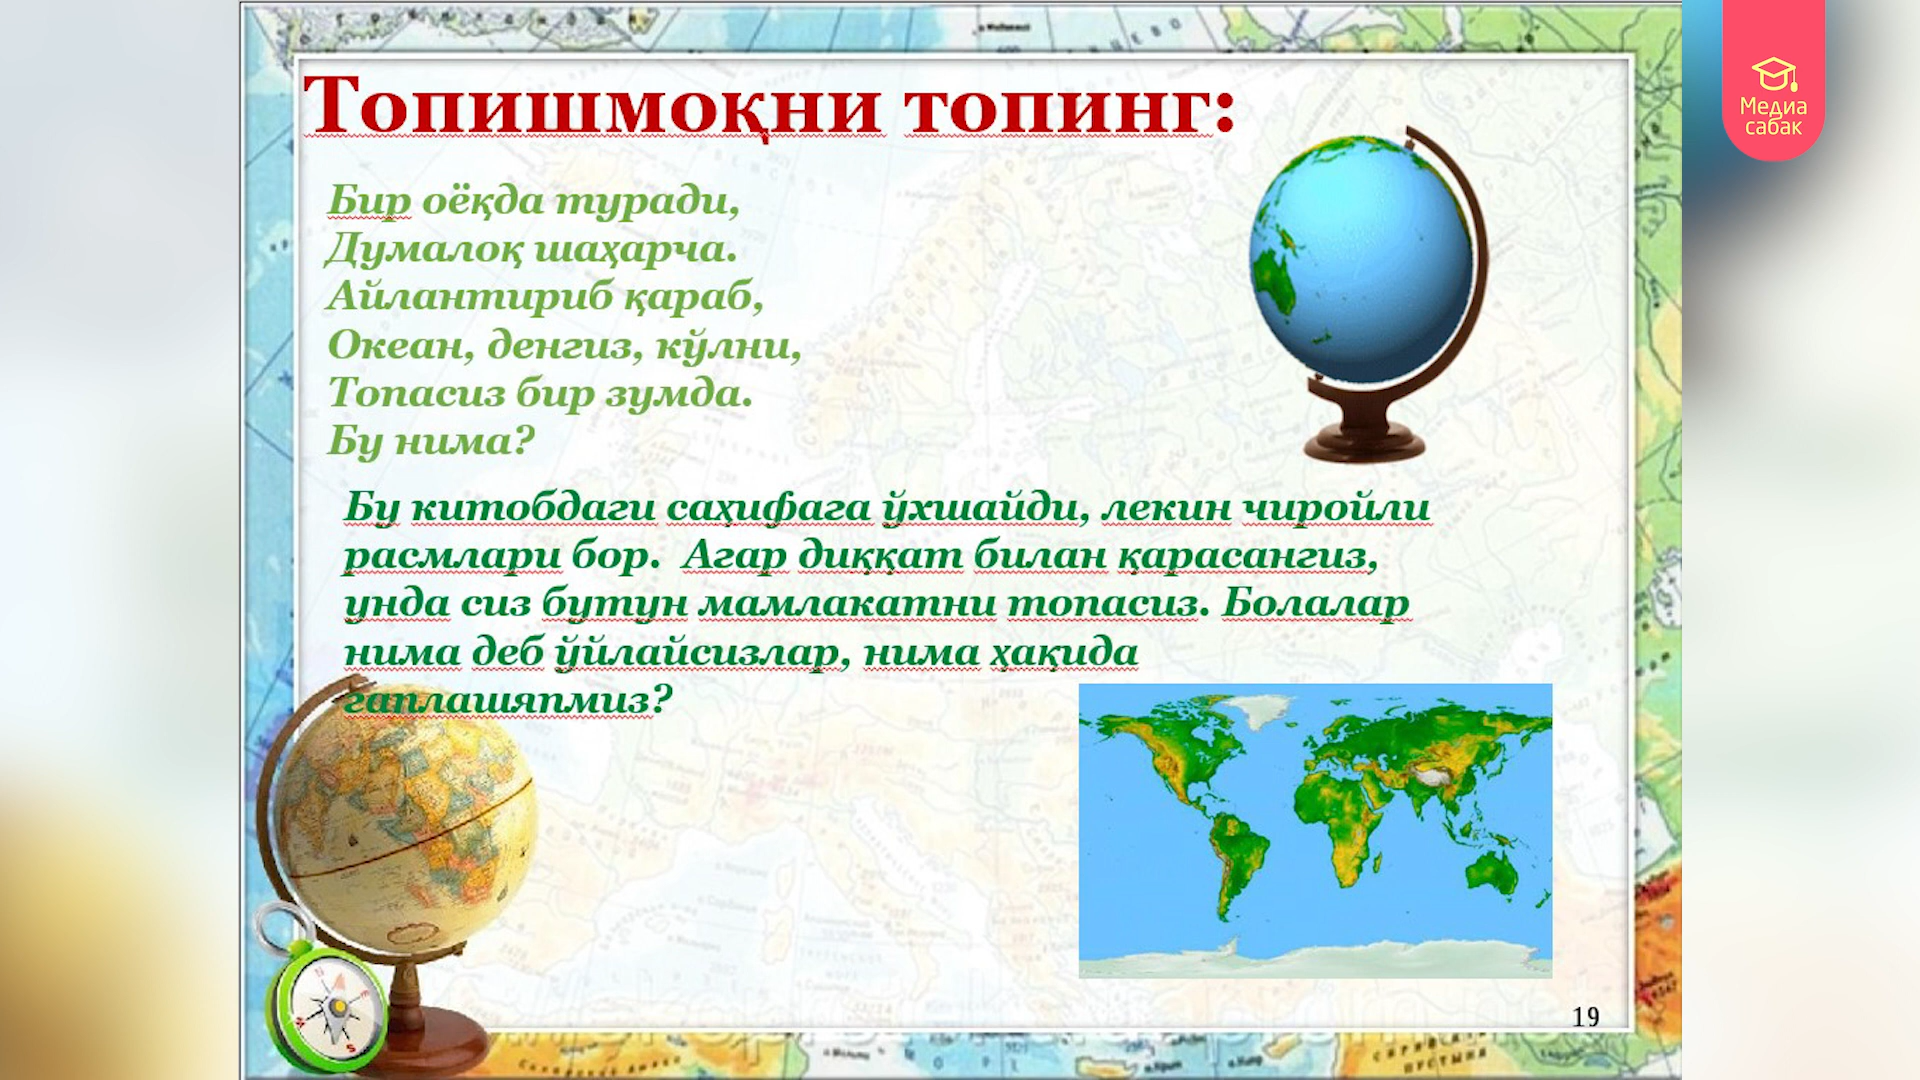 Топишмоқни топинг:
Бир оёқда туради,
Думалоқ шаҳарча.
Айлантириб қараб,
Океан, денгиз, кўлни,
Топасиз бир зумда.
Бу нима?
Бу китобдаги саҳифага ўхшайди, лекин чиройли
расмлари бор. Агар диққат билан қарасангиз,
унда сиз бутун мамлакатни топасиз. Болалар
нима деб ўйлайсизлар, нима ҳақида
гаплашяпмиз?
19
Медиа
сабак